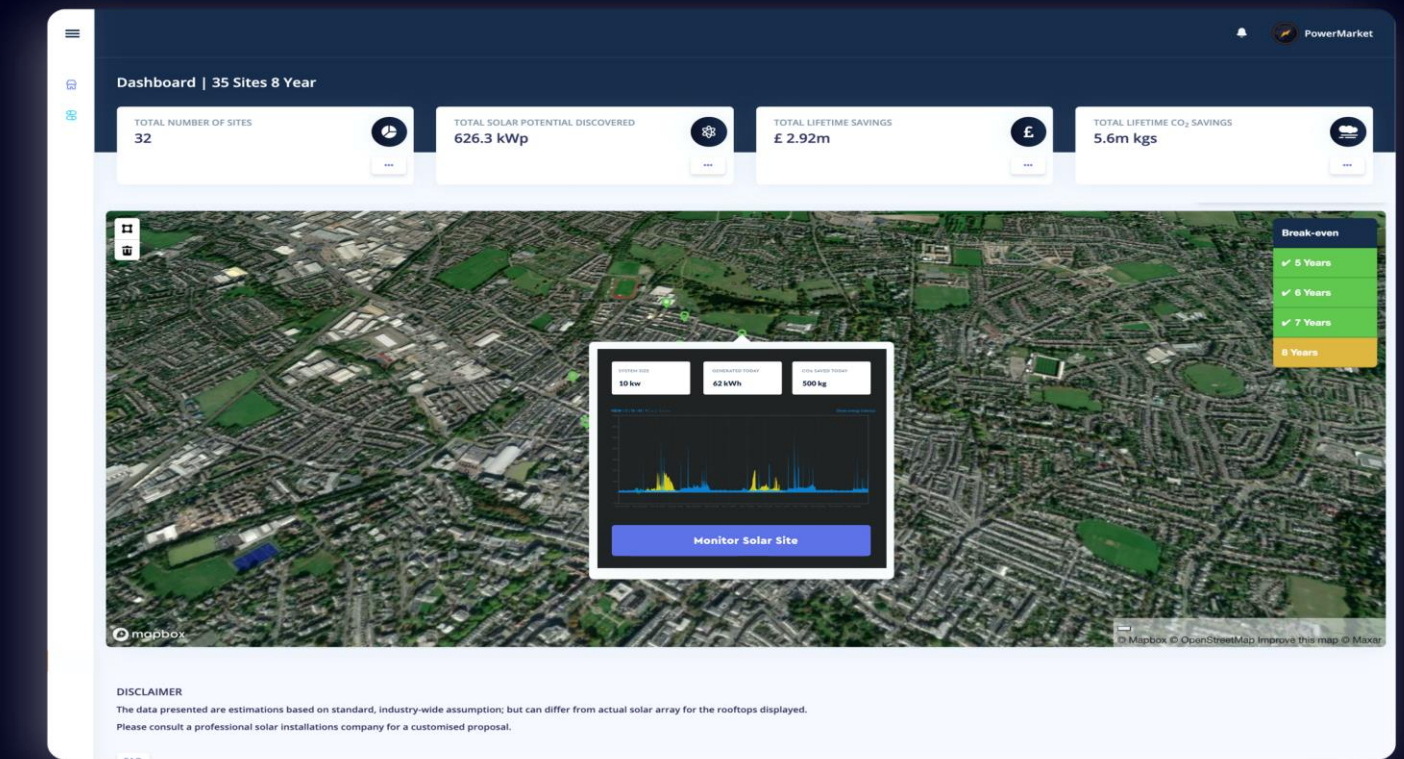 PowerMarket
Dashboard | 35 Sites 8 Year
TOTAL NUMBER OF SITES
32
TOTAL SOLAR POTENTIAL DISCOVERED
626.3 kWp
TOTAL LIFETIME SAVINGS
£ 2.92m
£
TOTAL LIFETIME CO₂ SAVINGS
5.6m kgs
Break-even
✔ 5 Years
✔ 6 Years
✔ 7 Years
8 Years
SYSTEM SIZE
10 kw
GENERATED TODAY
62 kWh
CO₂ SAVED TODAY
500 kg
Monitor Solar Site
mapbox
© Mapbox © OpenStreetMap Improve this map © Maxar
DISCLAIMER
The data presented are estimations based on standard, industry-wide assumption; but can differ from actual solar array for the rooftops displayed.
Please consult a professional solar installations company for a customised proposal.